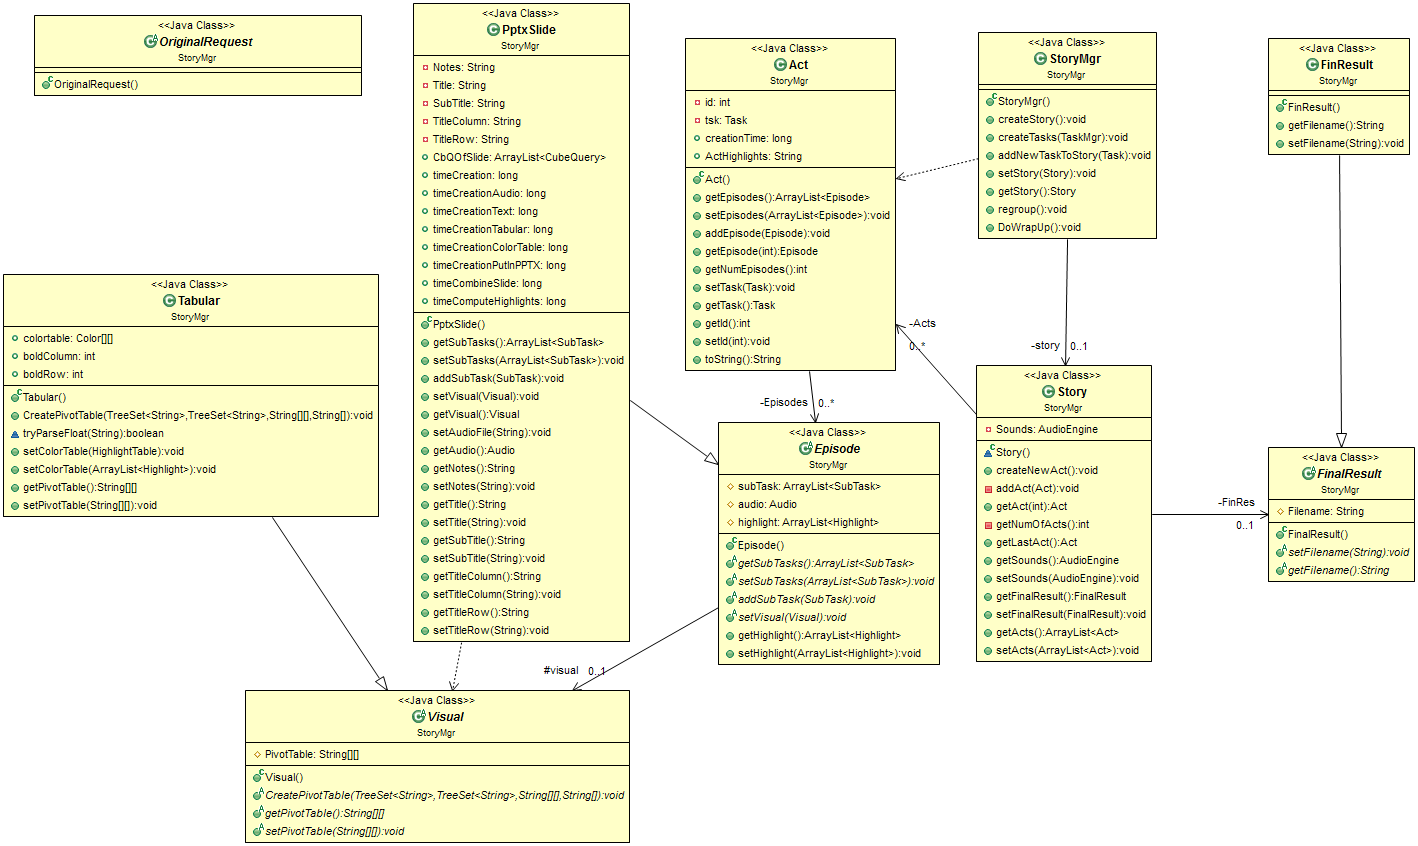 <<Java Class>>
OriginalRequest
StoryMgr
OriginalRequest()
<<Java Class>>
PptxSlide
StoryMgr
Notes: String
Title: String
SubTitle: String
TitleColumn: String
TitleRow: String
CbQOfSlide: ArrayList<CubeQuery>
timeCreation: long
timeCreationAudio: long
timeCreationText: long
timeCreationTabular: long
timeCreationColorTable: long
timeCreationPutInPPTX: long
timeCombineSlide: long
timeComputeHighlights: long
PptxSlide()
getSubTasks():ArrayList<SubTask>
setSubTasks(ArrayList<SubTask>):void
addSubTask(SubTask):void
setVisual(Visual):void
getVisual():Visual
setAudioFile(String):void
getAudio():Audio
getNotes():String
setNotes(String):void
getTitle():String
setTitle(String):void
getSubTitle():String
setSubTitle(String):void
getTitleColumn():String
setTitleColumn(String):void
getTitleRow():String
setTitleRow(String):void
<<Java Class>>
Act
StoryMgr
id: int
tsk: Task
creationTime: long
ActHighlights: String
Act()
getEpisodes():ArrayList<Episode>
setEpisodes(ArrayList<Episode>):void
addEpisode(Episode):void
getEpisode(int):Episode
getNumEpisodes():int
setTask(Task):void
getTask():Task
getId():int
setId(int):void
toString():String
<<Java Class>>
StoryMgr
StoryMgr
StoryMgr()
createStory():void
createTasks(TaskMgr):void
addNewTaskToStory(Task):void
setStory(Story):void
getStory():Story
regroup():void
DoWrapUp():void
<<Java Class>>
FinResult
StoryMgr
FinResult()
getFilename():String
setFilename(String):void
<<Java Class>>
Tabular
StoryMgr
colortable: Color[][]
boldColumn: int
boldRow: int
Tabular()
CreatePivotTable(TreeSet<String>,TreeSet<String>,String[][],String[]):void
tryParseFloat(String):boolean
setColorTable(HighlightTable):void
setColorTable(ArrayList<Highlight>):void
getPivotTable():String[][]
setPivotTable(String[][]):void
-Acts
0..*
-story 0..1
-Episodes 0..*
<<Java Class>>
Story
StoryMgr
Sounds: AudioEngine
Story()
createNewAct():void
addAct(Act):void
getAct(int):Act
getNumOfActs():int
getLastAct():Act
getSounds():AudioEngine
setSounds(AudioEngine):void
getFinalResult():FinalResult
setFinalResult(FinalResult):void
getActs():ArrayList<Act>
setActs(ArrayList<Act>):void
<<Java Class>>
Episode
StoryMgr
subTask: ArrayList<SubTask>
audio: Audio
highlight: ArrayList<Highlight>
Episode()
getSubTasks():ArrayList<SubTask>
setSubTasks(ArrayList<SubTask>):void
addSubTask(SubTask):void
setVisual(Visual):void
getHighlight():ArrayList<Highlight>
setHighlight(ArrayList<Highlight>):void
-FinRes
0..1
<<Java Class>>
FinalResult
StoryMgr
Filename: String
FinalResult()
setFilename(String):void
getFilename():String
#visual 0..1
<<Java Class>>
Visual
StoryMgr
PivotTable: String[][]
Visual()
CreatePivotTable(TreeSet<String>,TreeSet<String>,String[][],String[]):void
getPivotTable():String[][]
setPivotTable(String[][]):void